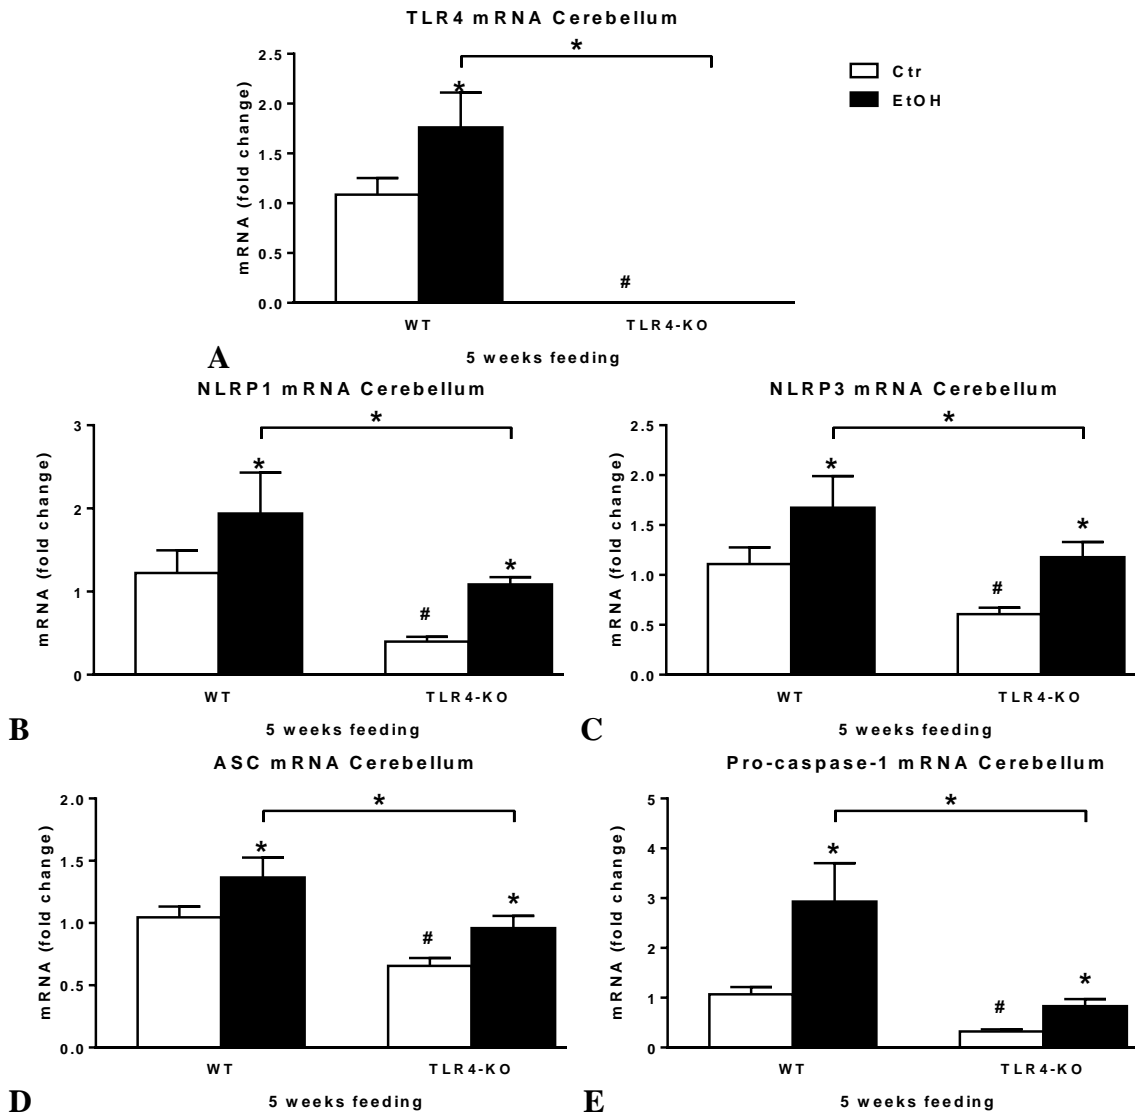 TLR4 mRNA Cerebellum
*
2.5
2.0
1.5
1.0
0.5
0.0
mRNA (fold change)
*
#
WT
TLR4-KO
5 weeks feeding
Ctr
EtOH
A
NLRP1 mRNA Cerebellum
*
3
2
1
0
mRNA (fold change)
*
#
*
WT
TLR4-KO
5 weeks feeding
B
NLRP3 mRNA Cerebellum
*
2.5
2.0
1.5
1.0
0.5
0.0
mRNA (fold change)
*
#
*
WT
TLR4-KO
5 weeks feeding
C
ASC mRNA Cerebellum
*
2.0
1.5
1.0
0.5
0.0
mRNA (fold change)
*
#
*
WT
TLR4-KO
5 weeks feeding
D
Pro-caspase-1 mRNA Cerebellum
*
5
4
3
2
1
0
mRNA (fold change)
*
#
*
WT
TLR4-KO
5 weeks feeding
E